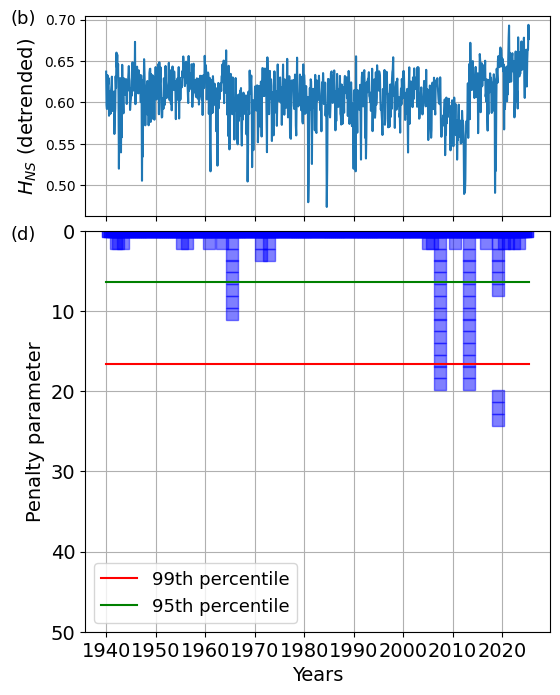 (b)
0.70
0.65
0.60
0.55
0.50
H_NS (detrended)
(d)
0
10
20
30
40
50
Penalty parameter
99th percentile
95th percentile
1940 1950 1960 1970 1980 1990 2000 2010 2020
Years